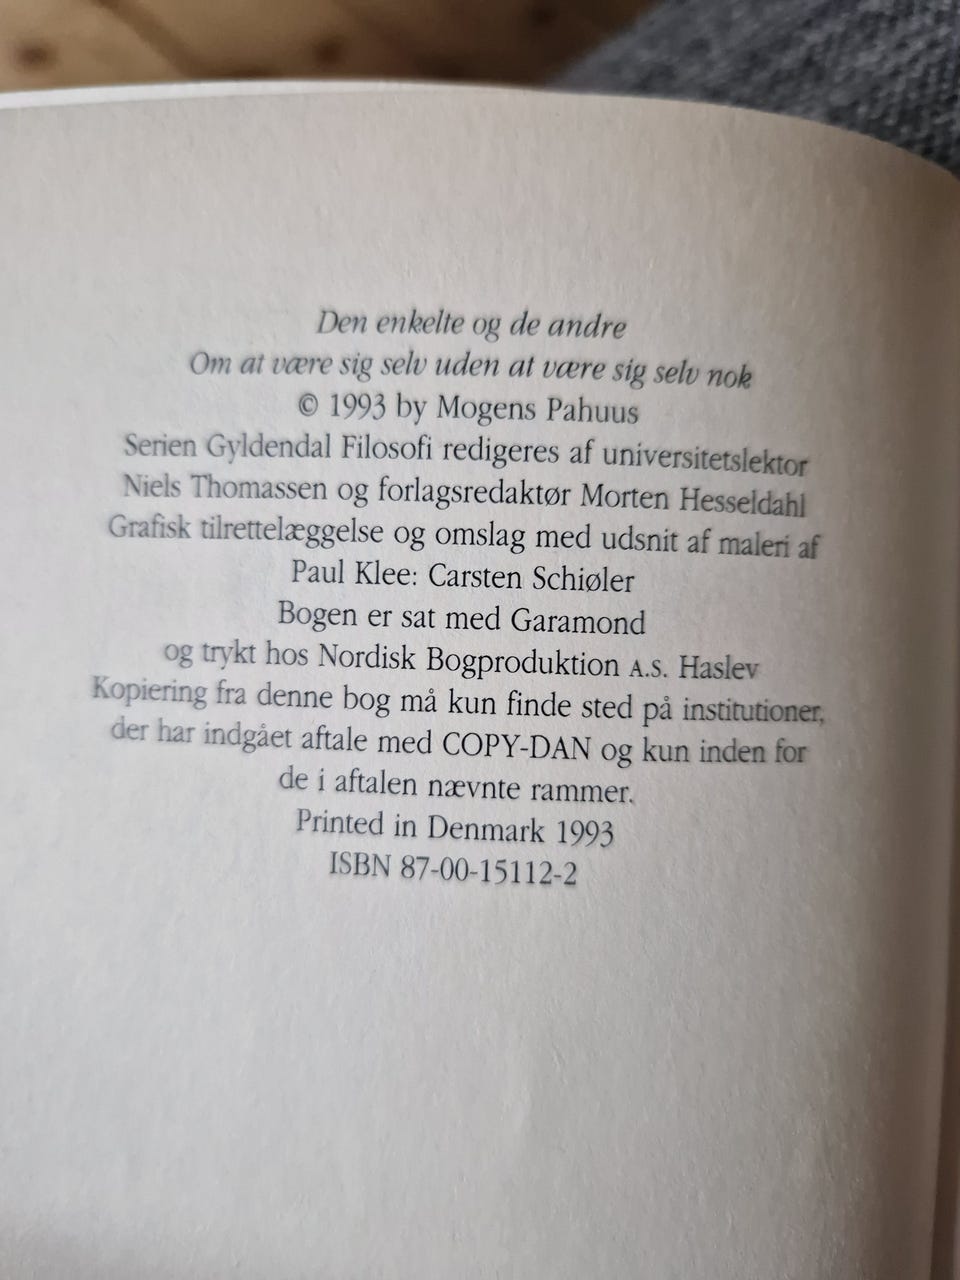 Den enkelte og de andre
Om at være sig selv uden at være sig selv nok
© 1993 by Mogens Pahuus
Serien Gyldendal Filosofi redigeres af universitetslektor
Niels Thomassen og forlagsredaktør Morten Hesseldahl
Grafisk tilrettelæggelse og omslag med udsnit af maleri af
Paul Klee: Carsten Schiøler
Bogen er sat med Garamond
og trykt hos Nordisk Bogproduktion A.S. Haslev
Kopiering fra denne bog må kun finde sted på institutioner,
der har indgået aftale med COPY-DAN og kun inden for
de i aftalen nævnte rammer.
Printed in Denmark 1993
ISBN 87-00-15112-2